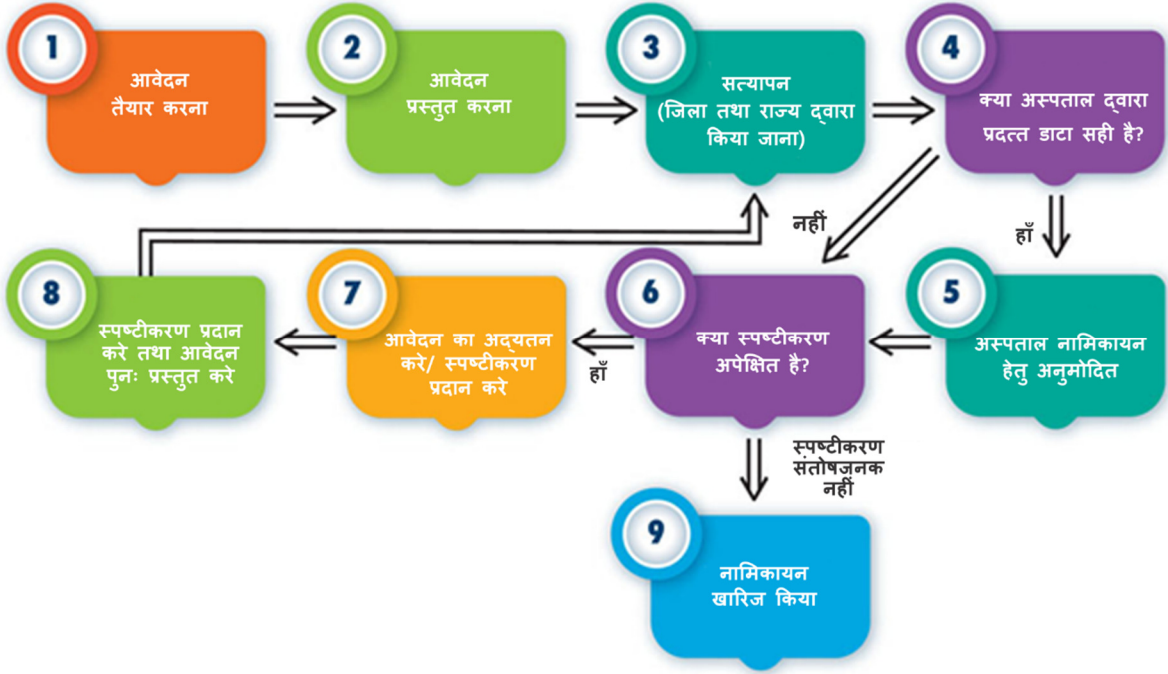 1
आवेदन
तैयार करना
2
आवेदन
प्रस्तुत करना
3
सत्यापन
(जिला तथा राज्य द्वारा
किया जाना)
4
क्या अस्पताल द्वारा
प्रदत्त डाटा सही है?
नहीं
हाँ
8
स्पष्टीकरण प्रदान
करे तथा आवेदन
पुनः प्रस्तुत करे
7
आवेदन का अद्यतन
करे/ स्पष्टीकरण
प्रदान करे
हाँ
6
क्या स्पष्टीकरण
अपेक्षित है?
5
अस्पताल नामिकायन
हेतु अनुमोदित
स्पष्टीकरण
संतोषजनक
नहीं
9
नामिकायन
खारिज किया